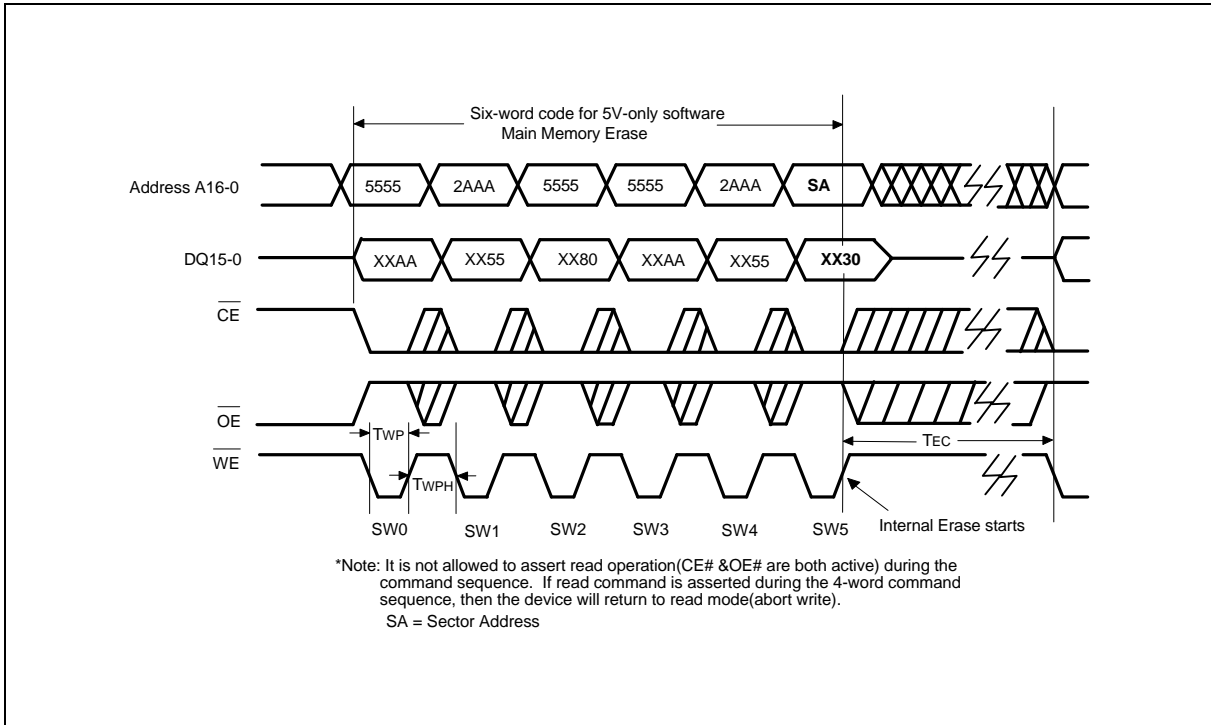 Six-word code for 5V-only software
Main Memory Erase
Address A16-0
5555
2AAA
5555
5555
2AAA
SA
DQ15-0
XXAA
XX55
XX80
XXAA
XX55
XX30
CE
OE
TWP
TEC
WE
TWPH
Internal Erase starts
SW0
SW1
SW2
SW3
SW4
SW5
*Note: It is not allowed to assert read operation(CE# &OE# are both active) during the
command sequence. If read command is asserted during the 4-word command
sequence, then the device will return to read mode(abort write).
SA = Sector Address